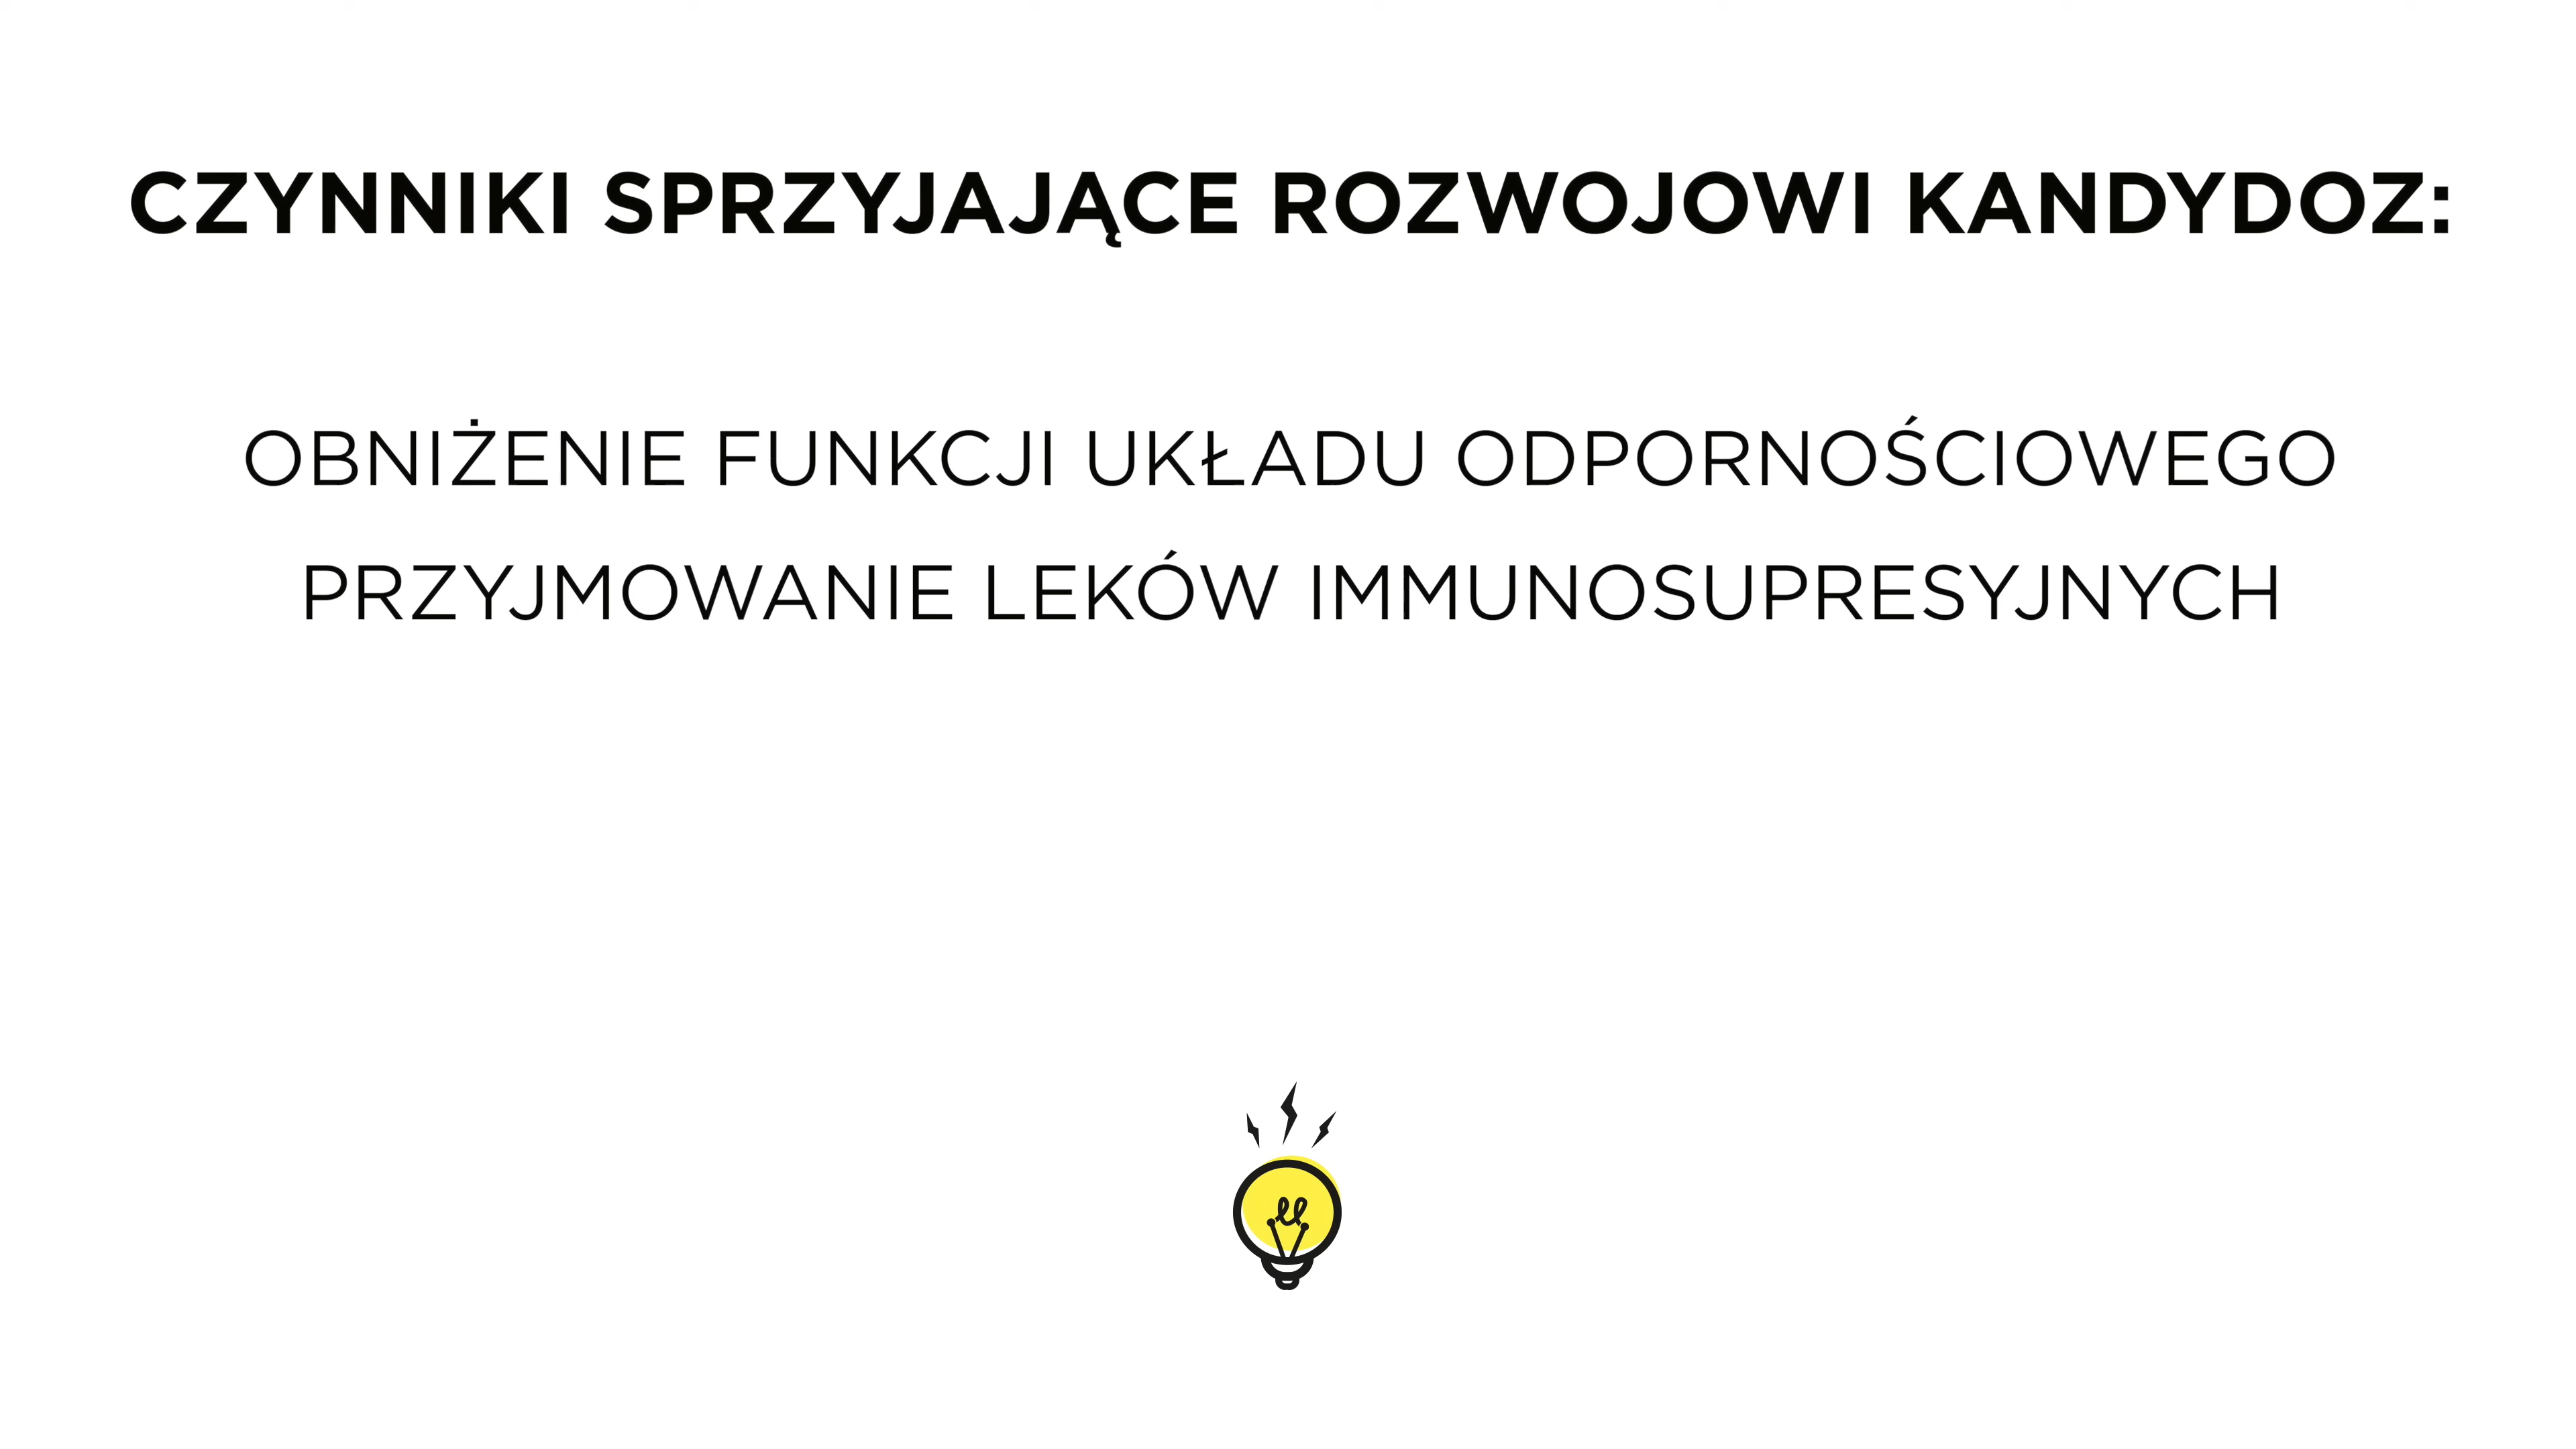 CZYNNIKI SPRZYJAJĄCE ROZWOJOWI KANDYDOZ:
OBNIŻENIE FUNKCJI UKŁADU ODPORNOŚCIOWEGO
PRZYJMOWANIE LEKÓW IMMUNOSUPRESYJNYCH